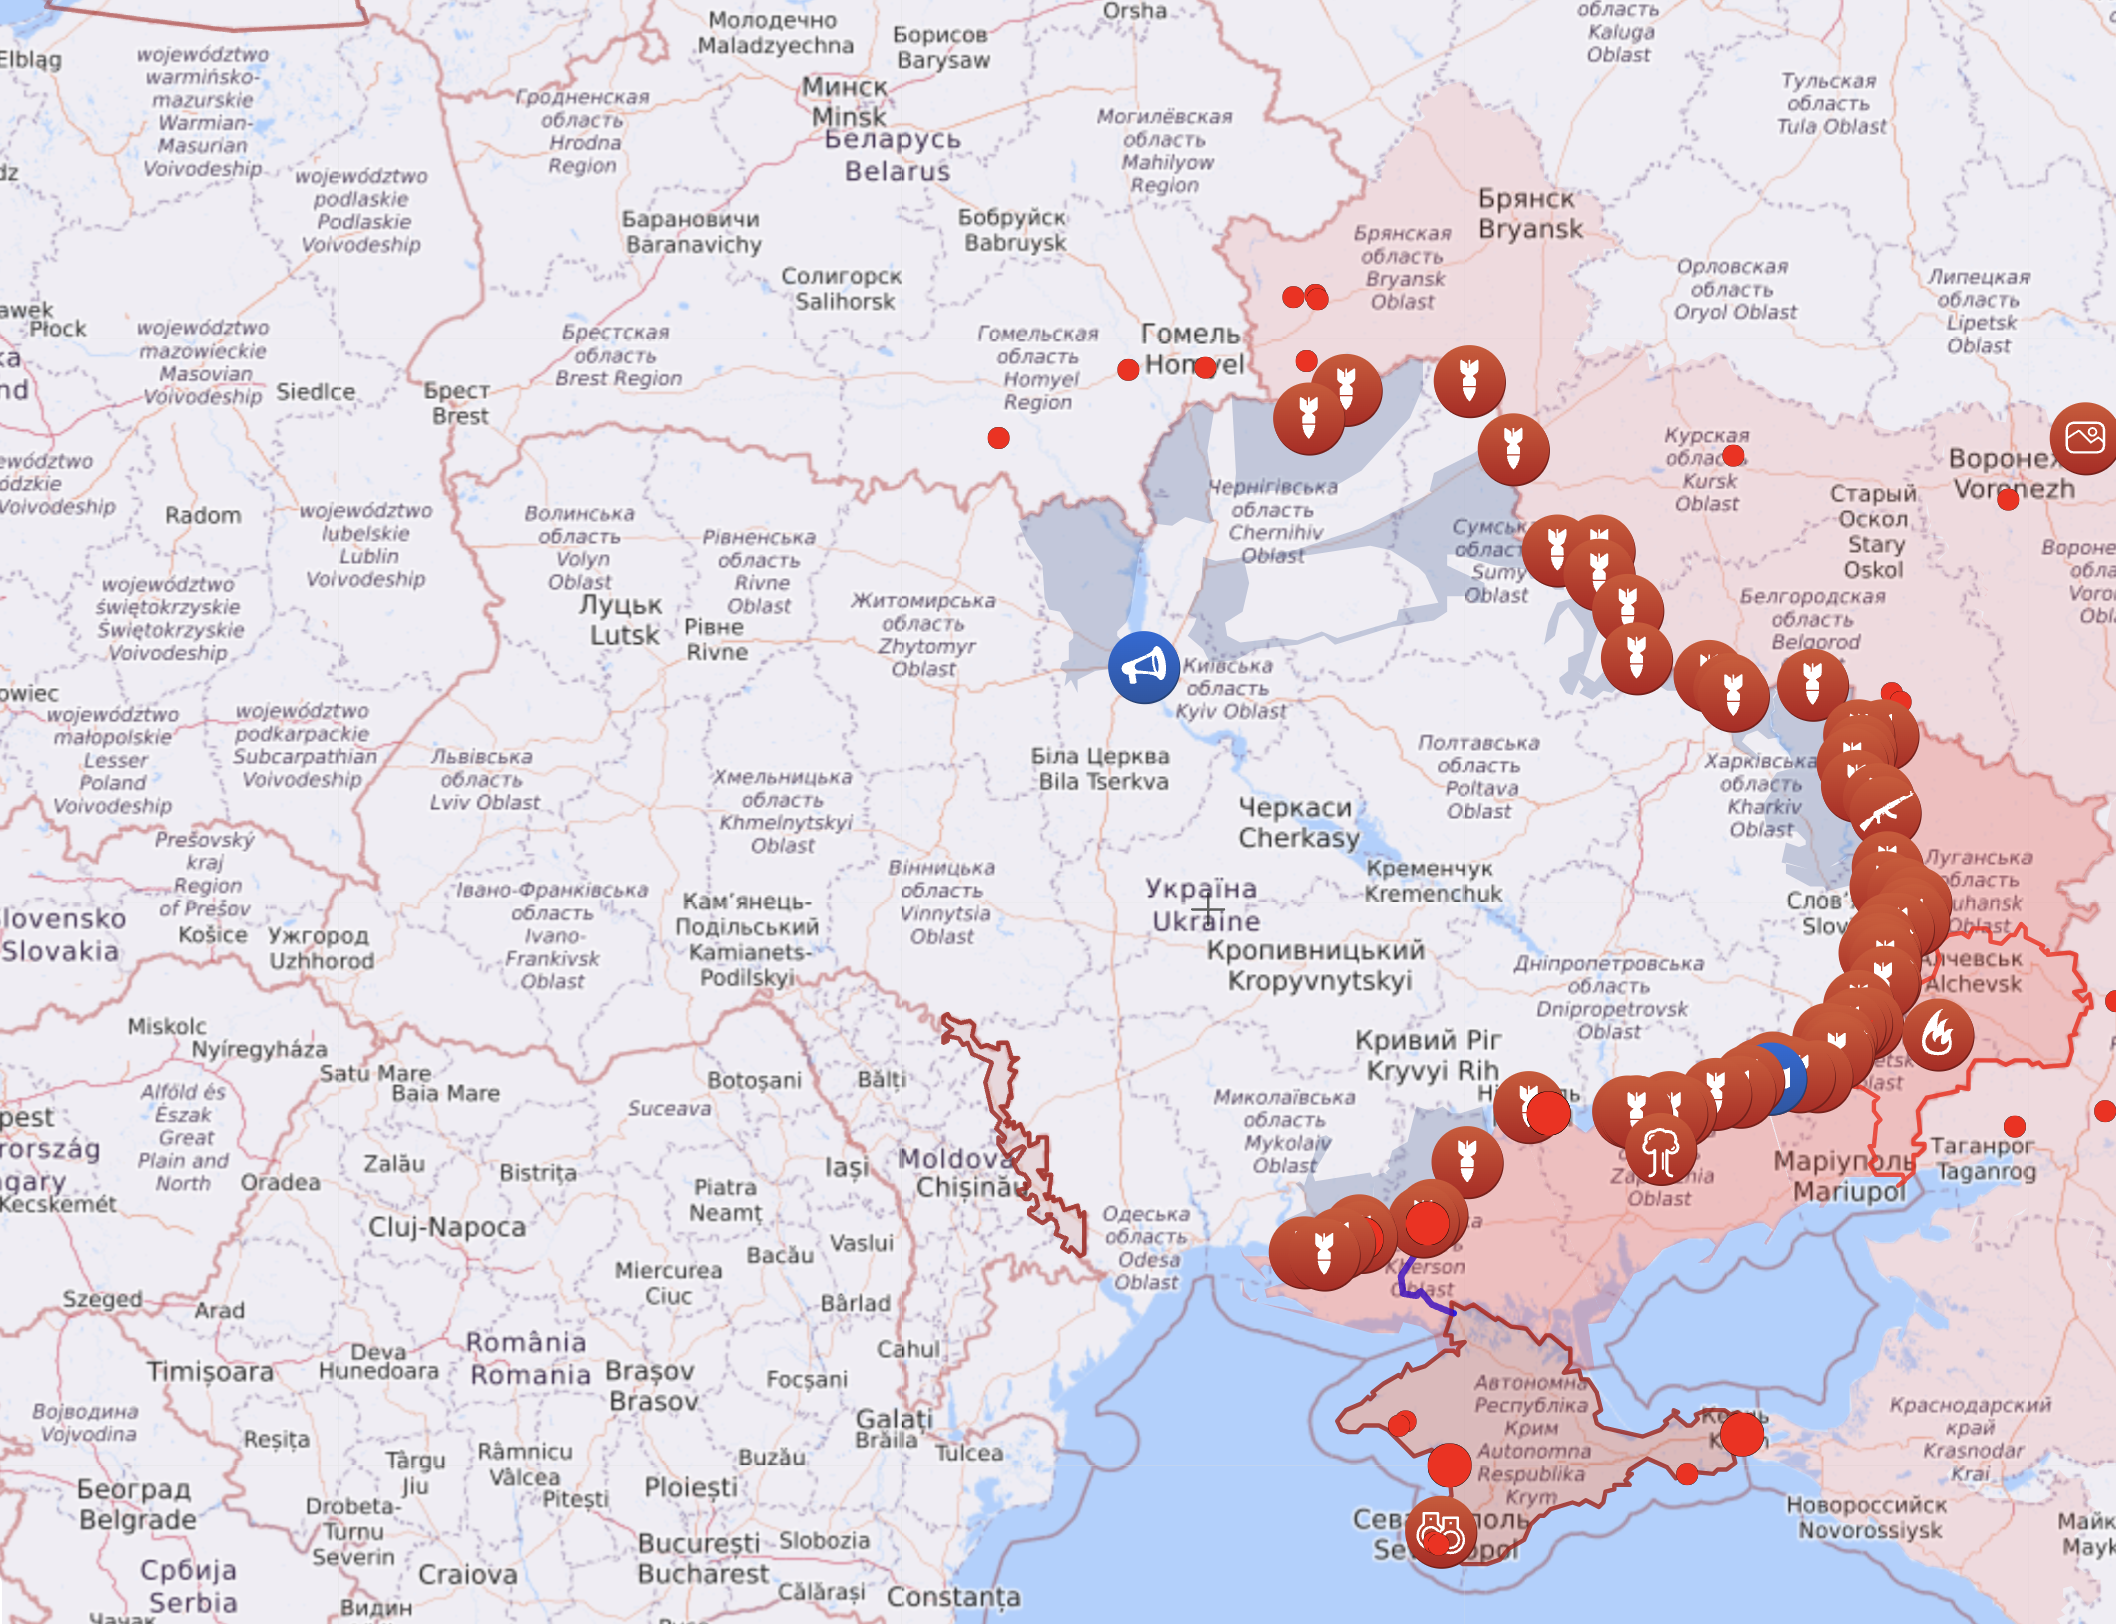 Elbląg
województwo
warmińsko-
mazurskie
Warmian-
Masurian
Voivodeship
województwo
podlaskie
Podlaskie
Voivodeship
Гродненская
область
Hrodna
Region
Молодечно
Maladzyechna
Борисов
Barysaw
Orsha
Минск
Minsk
Беларусь
Belarus
Могилёвская
область
Mahilyow
Region
область
Kaluga
Oblast
Тульская
область
Tula Oblast
Барановичи
Baranavichy
Бобруйск
Babruysk
Солигорск
Salihorsk
Брянск
Bryansk
Брянская
область
Bryansk
Oblast
Орловская
область
Oryol Oblast
Липецкая
область
Lipetsk
Oblast
Płock
województwo
mazowieckie
Masovian
Voivodeship
Siedlce
Брест
Brest
Брестская
область
Brest Region
Гомельская
область
Homyel
Region
Гомель
Homyel
Курская
область
Kursk
Oblast
Воронеж
Voronezh
Старый
Оскол
Stary
Oskol
Radom
województwo
lubelskie
Lublin
Voivodeship
województwo
świętokrzyskie
Świętokrzyskie
Voivodeship
Волинська
область
Volyn
Oblast
Рівненська
область
Rivne
Oblast
Луцьк
Lutsk
Рівне
Rivne
Житомирська
область
Zhytomyr
Oblast
Чернігівська
область
Chernihiv
Oblast
Sumy
Oblast
Белгородская
область
Belgorod
Київська
область
Kyiv Oblast
województwo
małopolskie
Lesser
Poland
Voivodeship
województwo
podkarpackie
Subcarpathian
Voivodeship
Львівська
область
Lviv Oblast
Хмельницька
область
Khmelnytskyi
Oblast
Біла Церква
Bila Tserkva
Полтавська
область
Poltava
Oblast
Харківська
область
Kharkiv
Oblast
Черкаси
Cherkasy
Кременчук
Kremenchuk
Prešovský
kraj
Region
of Prešov
Košice
Ужгород
Uzhhorod
Slovensko
Slovakia
Івано-Франківська
область
Ivano-
Frankivsk
Oblast
Кам'янець-
Подільський
Kamianets-
Podilskyi
Вінницька
область
Vinnytsia
Oblast
Україна
Ukraine
Кропивницький
Kropyvnytskyi
Луганська
область
Luhansk
Oblast
Алчевськ
Alchevsk
Дніпропетровська
область
Dnipropetrovsk
Oblast
Кривий Ріг
Kryvyi Rih
Miskolc
Nyíregyháza
Satu Mare
Baia Mare
Botoșani
Bălți
Suceava
Alföld és
Észak
Great
Plain and
North
Kecskemét
Oradea
Zalău
Bistrița
Cluj-Napoca
Piatra
Neamț
Iași
Moldova
Chișinău
Миколаївська
область
Mykolaiv
Oblast
Одеська
область
Odesa
Oblast
Маріуполь
Mariupol
Таганрог
Taganrog
Oblast
Kherson
Oblast
Szeged
Arad
Miercurea
Ciuc
Bacău
Vaslui
Bârlad
Cahul
Timișoara
Deva
Hunedoara
România
Romania
Brașov
Brasov
Focșani
Galați
Brăila
Tulcea
Војводина
Vojvodina
Reșița
Târgu
Jiu
Râmnicu
Vâlcea
Pitești
Ploiești
Buzău
Београд
Belgrade
Drobeta-
Turnu
Severin
București
Bucharest
Slobozia
Călărași
Constanța
Craiova
Србија
Serbia
Видин
Автономна
Республіка
Крим
Autonomna
Respublika
Krym
Краснодарский
край
Krasnodar
Krai
Новороссийск
Novorossiysk